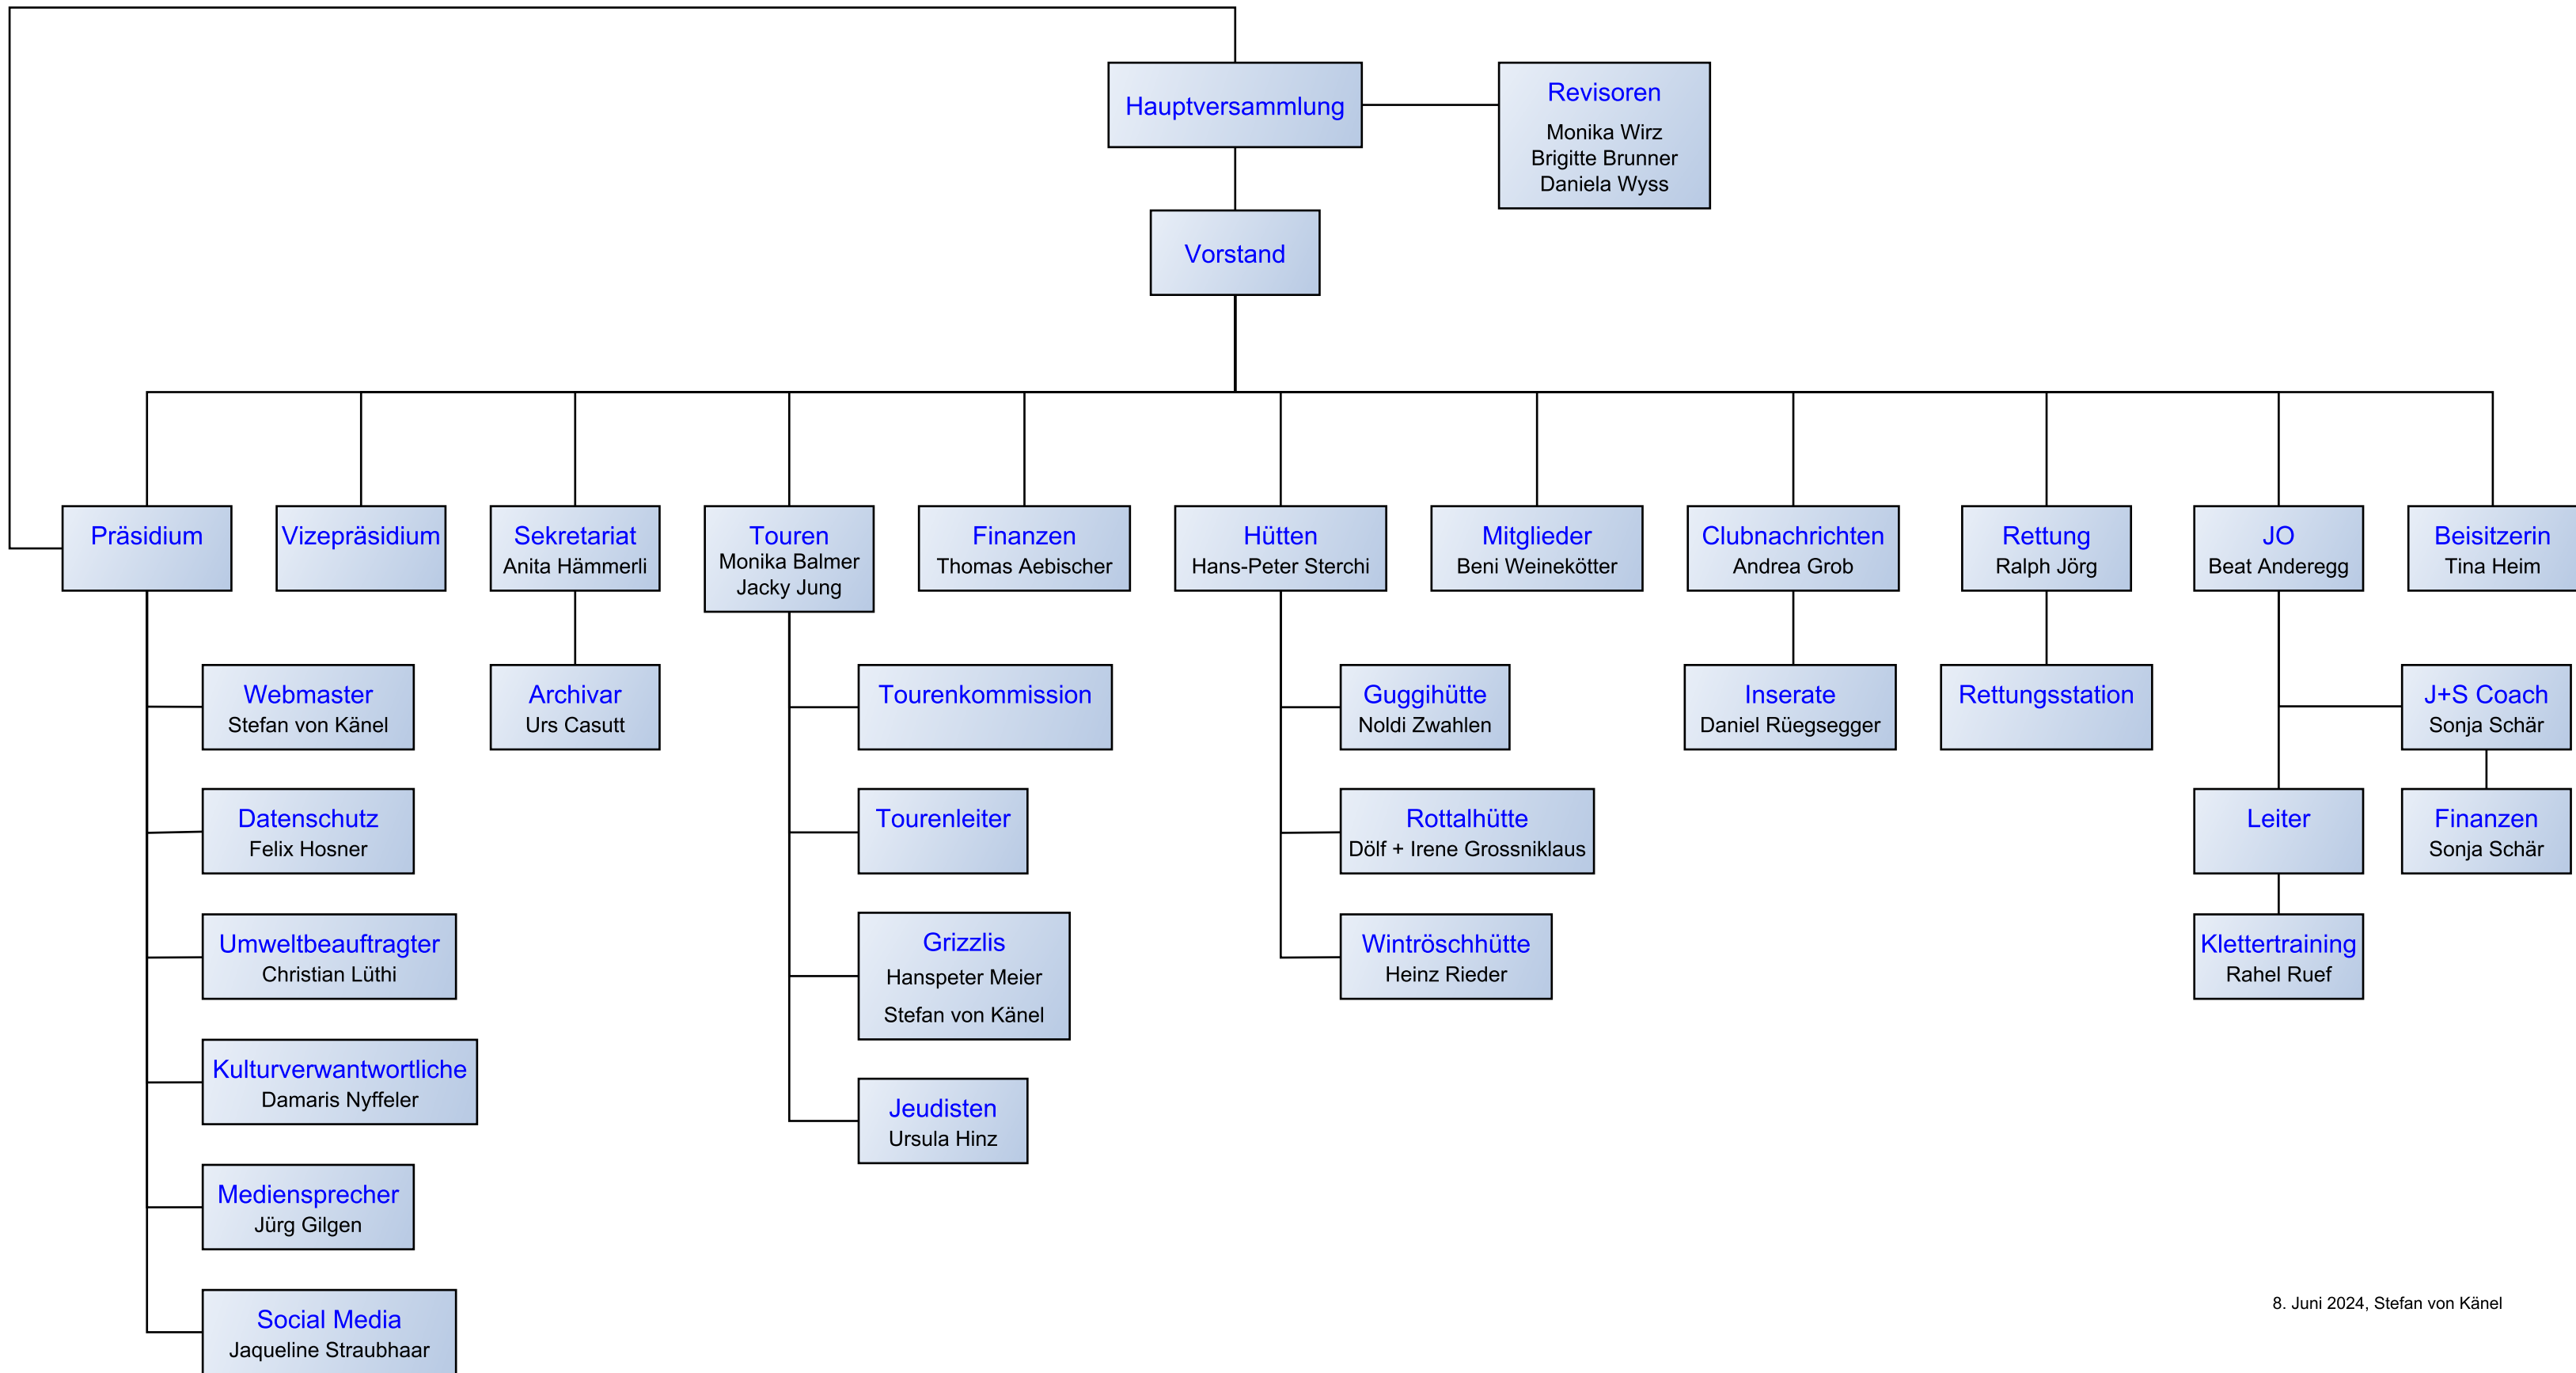 Hauptversammlung
Revisoren
Monika Wirz
Brigitte Brunner
Daniela Wyss
Vorstand
Präsidium
Vizepräsidium
Sekretariat
Anita Hämmerli
Touren
Monika Balmer
Jacky Jung
Finanzen
Thomas Aebischer
Hütten
Hans-Peter Sterchi
Mitglieder
Beni Weinekötter
Clubnachrichten
Andrea Grob
Rettung
Ralph Jörg
JO
Beat Anderegg
Beisitzerin
Tina Heim
Webmaster
Stefan von Känel
Archivar
Urs Casutt
Tourenkommission
Guggihütte
Noldi Zwahlen
Inserate
Daniel Rüegsegger
Rettungsstation
J+S Coach
Sonja Schär
Datenschutz
Felix Hosner
Tourenleiter
Rottalhütte
Dölf + Irene Grossniklaus
Leiter
Finanzen
Sonja Schär
Umweltbeauftragter
Christian Lüthi
Grizzlis
Hanspeter Meier
Stefan von Känel
Wintröschhütte
Heinz Rieder
Klettertraining
Rahel Ruef
Kulturverwantwortliche
Damaris Nyffeler
Jeudisten
Ursula Hinz
Mediensprecher
Jürg Gilgen
Social Media
Jaqueline Straubhaar
8. Juni 2024, Stefan von Känel